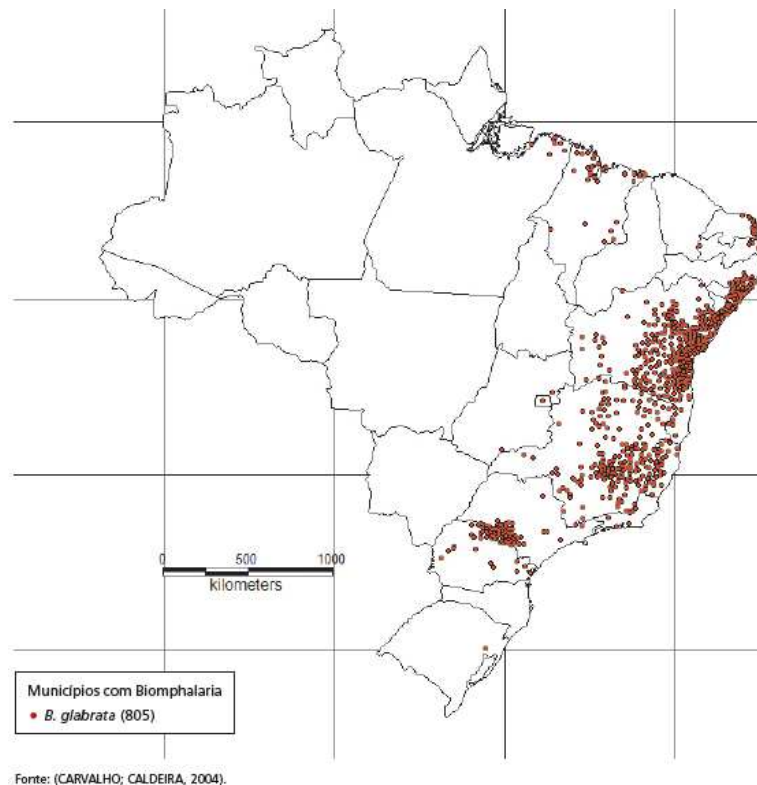 0 500 1000
kilometers
Municípios com Biomphalaria
B. glabrata (805)
Fonte: (CARVALHO; CALDEIRA, 2004).